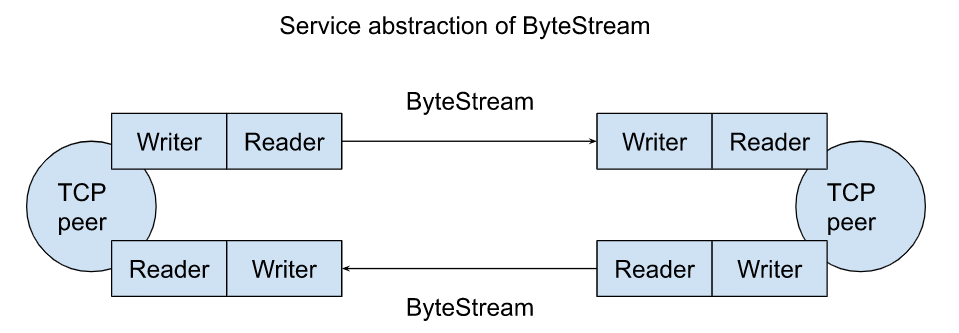 Service abstraction of ByteStream
ByteStream
Writer Reader Writer Reader
TCP
peer
TCP
peer
Reader Writer Reader Writer
ByteStream